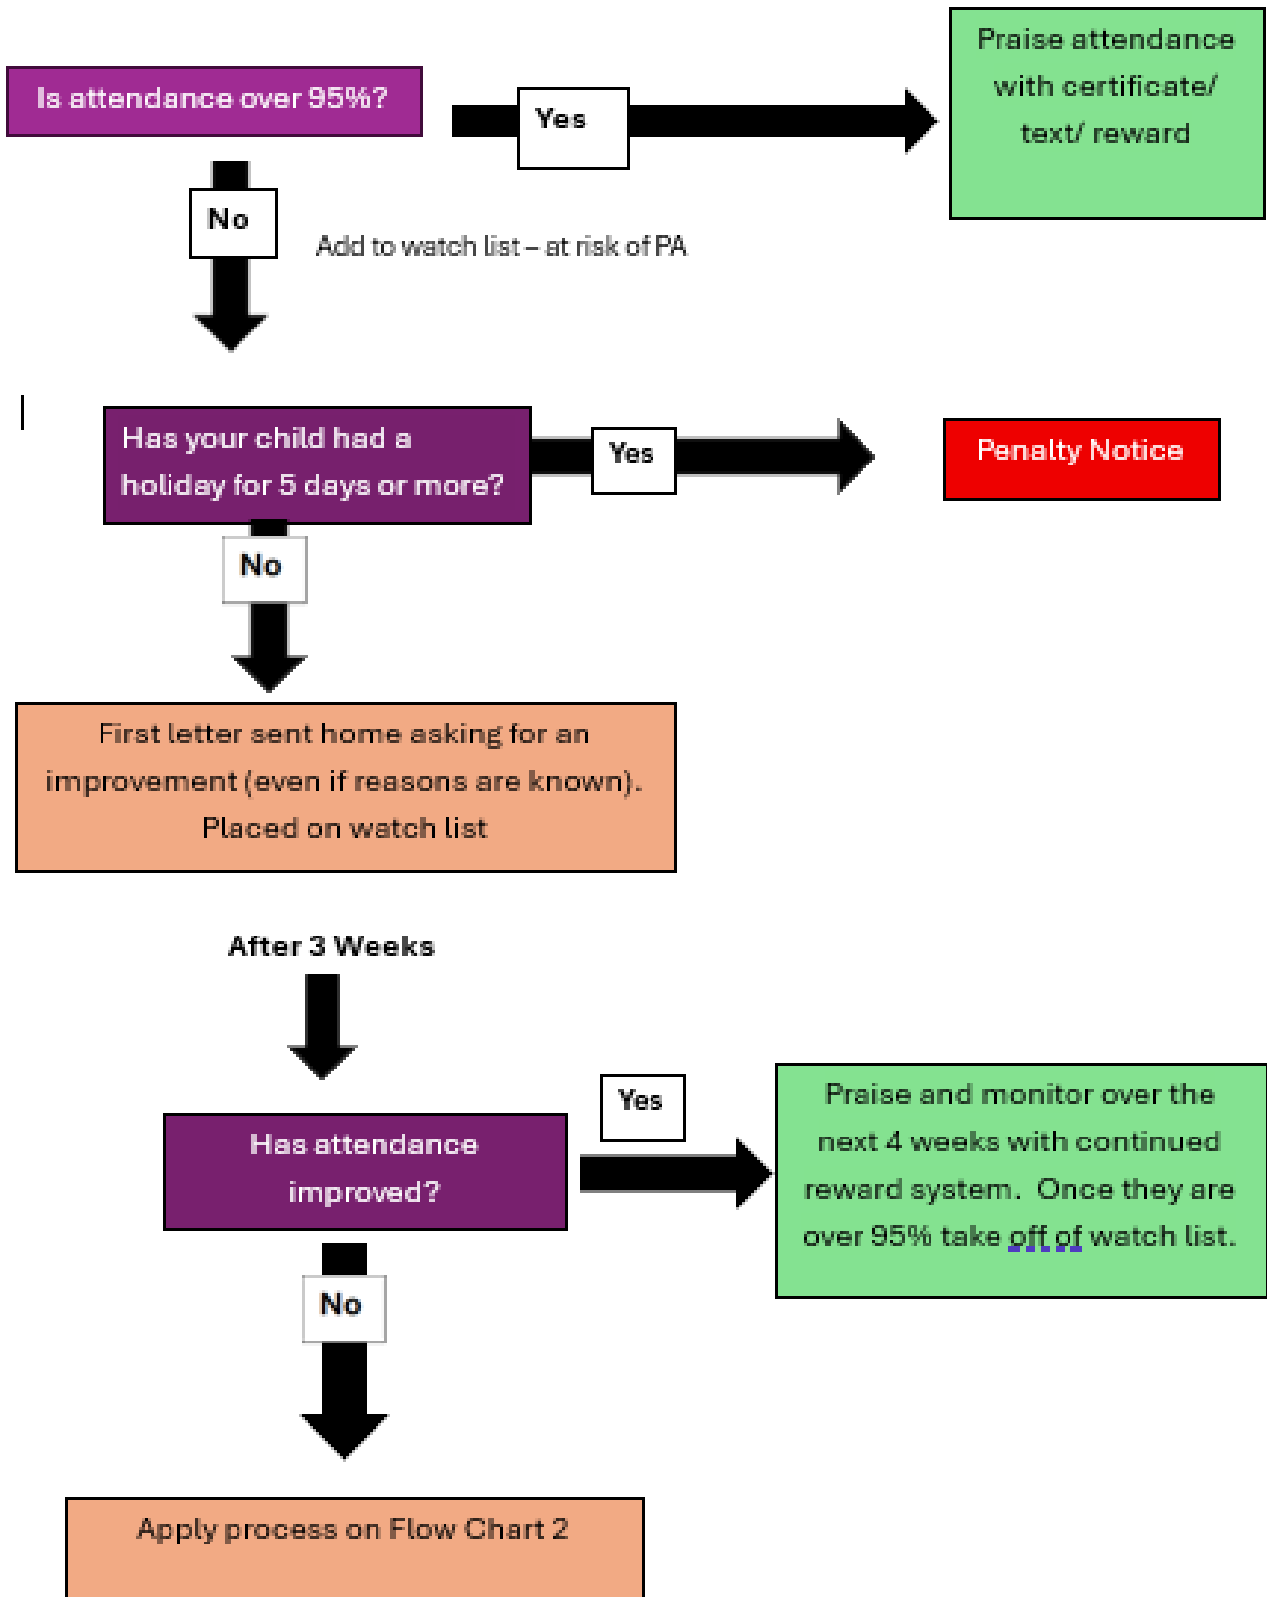 Praise attendance
with certificate/
text/ reward
Is attendance over 95%?
Yes
No
Add to watch list – at risk of PA
Has your child had a
holiday for 5 days or more?
Yes
Penalty Notice
No
First letter sent home asking for an
improvement (even if reasons are known).
Placed on watch list
After 3 Weeks
Has attendance
improved?
Yes
Praise and monitor over the
next 4 weeks with continued
reward system.  Once they are
over 95% take off of watch list.
No
Apply process on Flow Chart 2